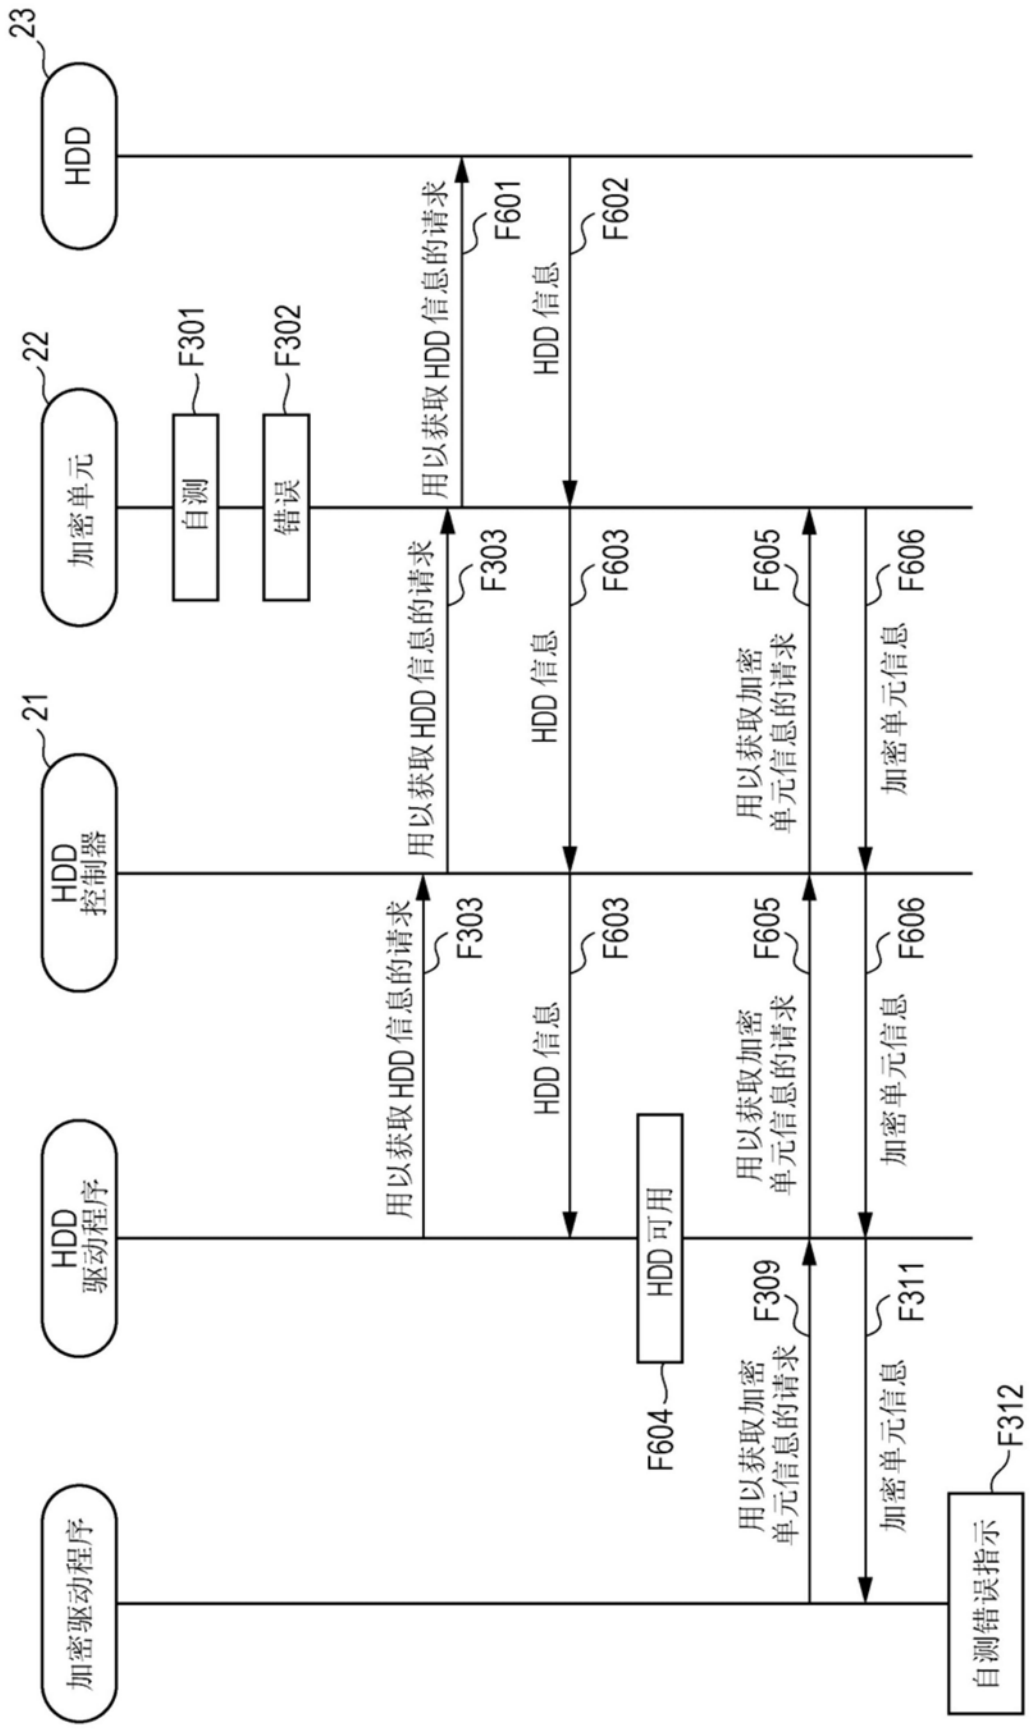 加密驱动程序
HDD
驱动程序
HDD
控制器
21
加密单元
22
HDD
23
自测
F301
错误
F302
用以获取HDD信息的请求
F303
用以获取HDD信息的请求
F303
用以获取HDD信息的请求
F601
HDD信息
F602
HDD信息
F603
HDD信息
F603
HDD可用
F604
用以获取加密
单元信息的请求
F309
用以获取加密
单元信息的请求
F605
用以获取加密
单元信息的请求
F605
加密单元信息
F606
加密单元信息
F606
加密单元信息
F311
自测错误指示
F312